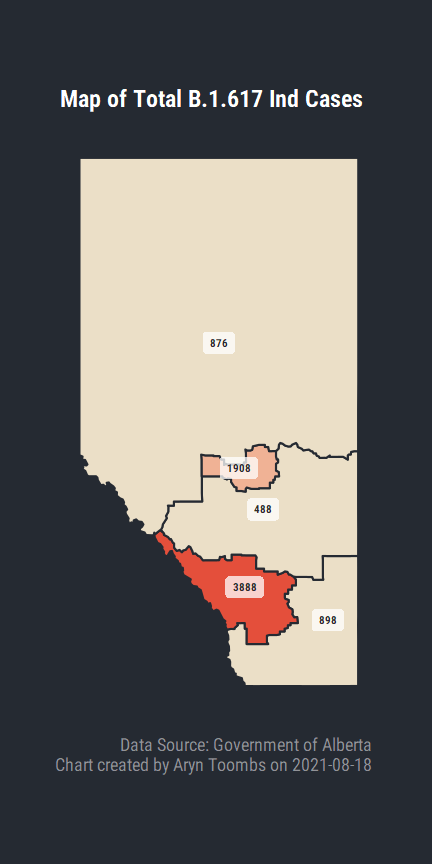 Map of Total B.1.617 Ind Cases
876
1908
488
3888
898
Data Source: Government of Alberta
Chart created by Aryn Toombs on 2021-08-18